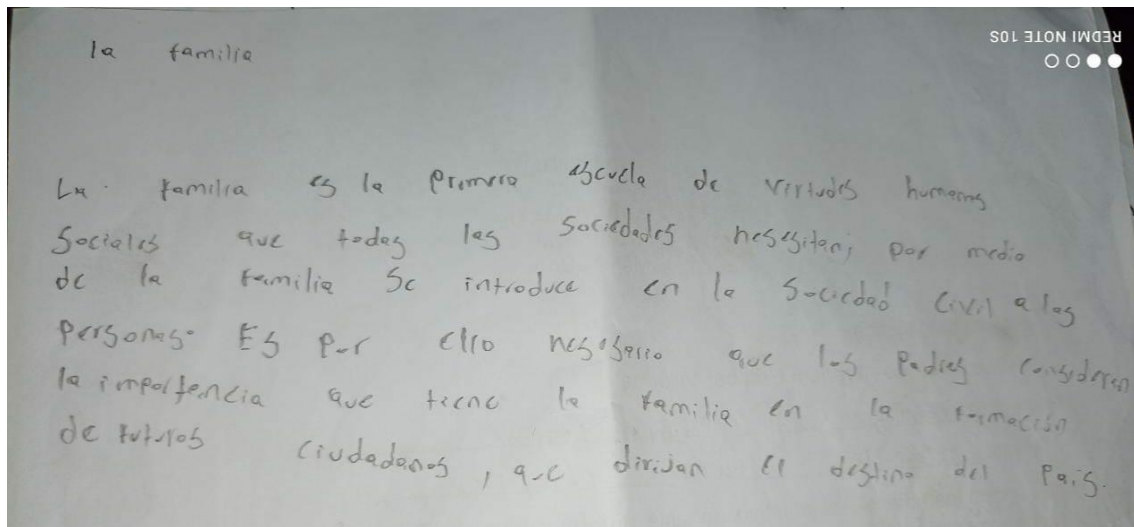 la familia
REDMI NOTE 10S
La familia es la primera escuela de virtudes humanas
Sociales que todas las sociedades nesesitan; por medio
de la familia se introduce en la sociedad civil a las
personas. Es por ello nesesario que los padres consideren
la importancia que tiene la familia en la formación
de futuros ciudadanos, que dirijan el destino del país.